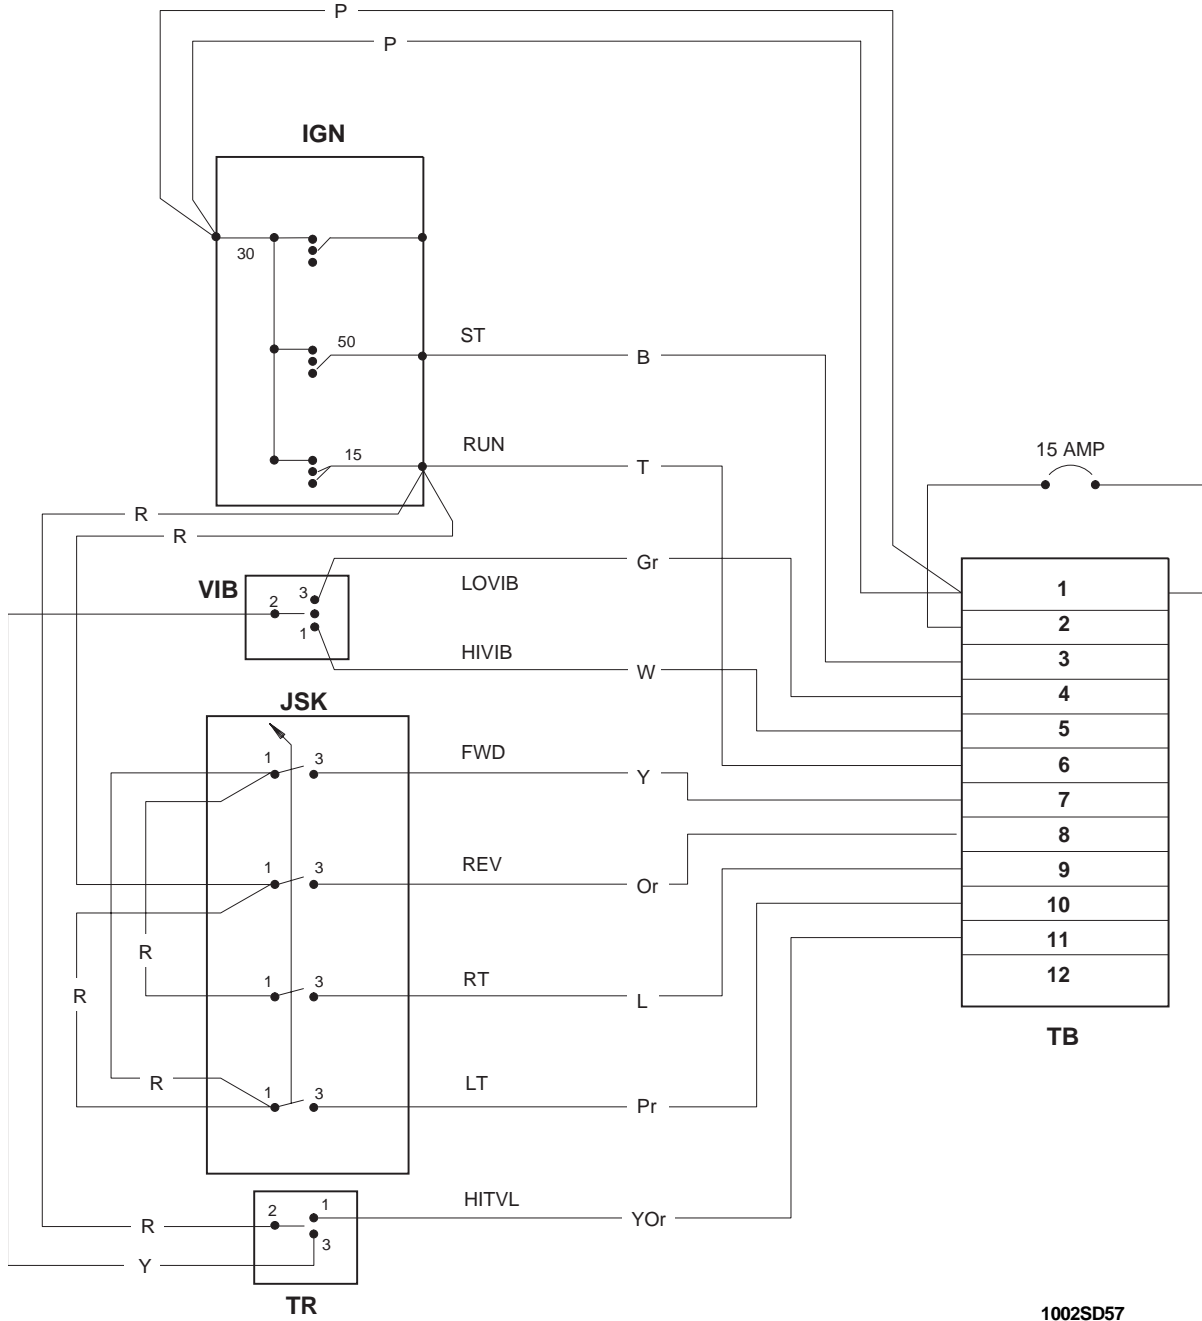 P
P
IGN
30
ST
50
B
15 AMP
RUN
15
T
R
R
Gr
VIB
3
LOVIB
2
1
1
2
HIVIB
3
W
JSK
4
5
FWD
1
3
6
Y
7
8
REV
1
3
9
Or
10
11
R
RT
1
3
12
R
L
TB
LT
R
1
3
Pr
HITVL
1
2
R
YOr
3
Y
TR
1002SD57